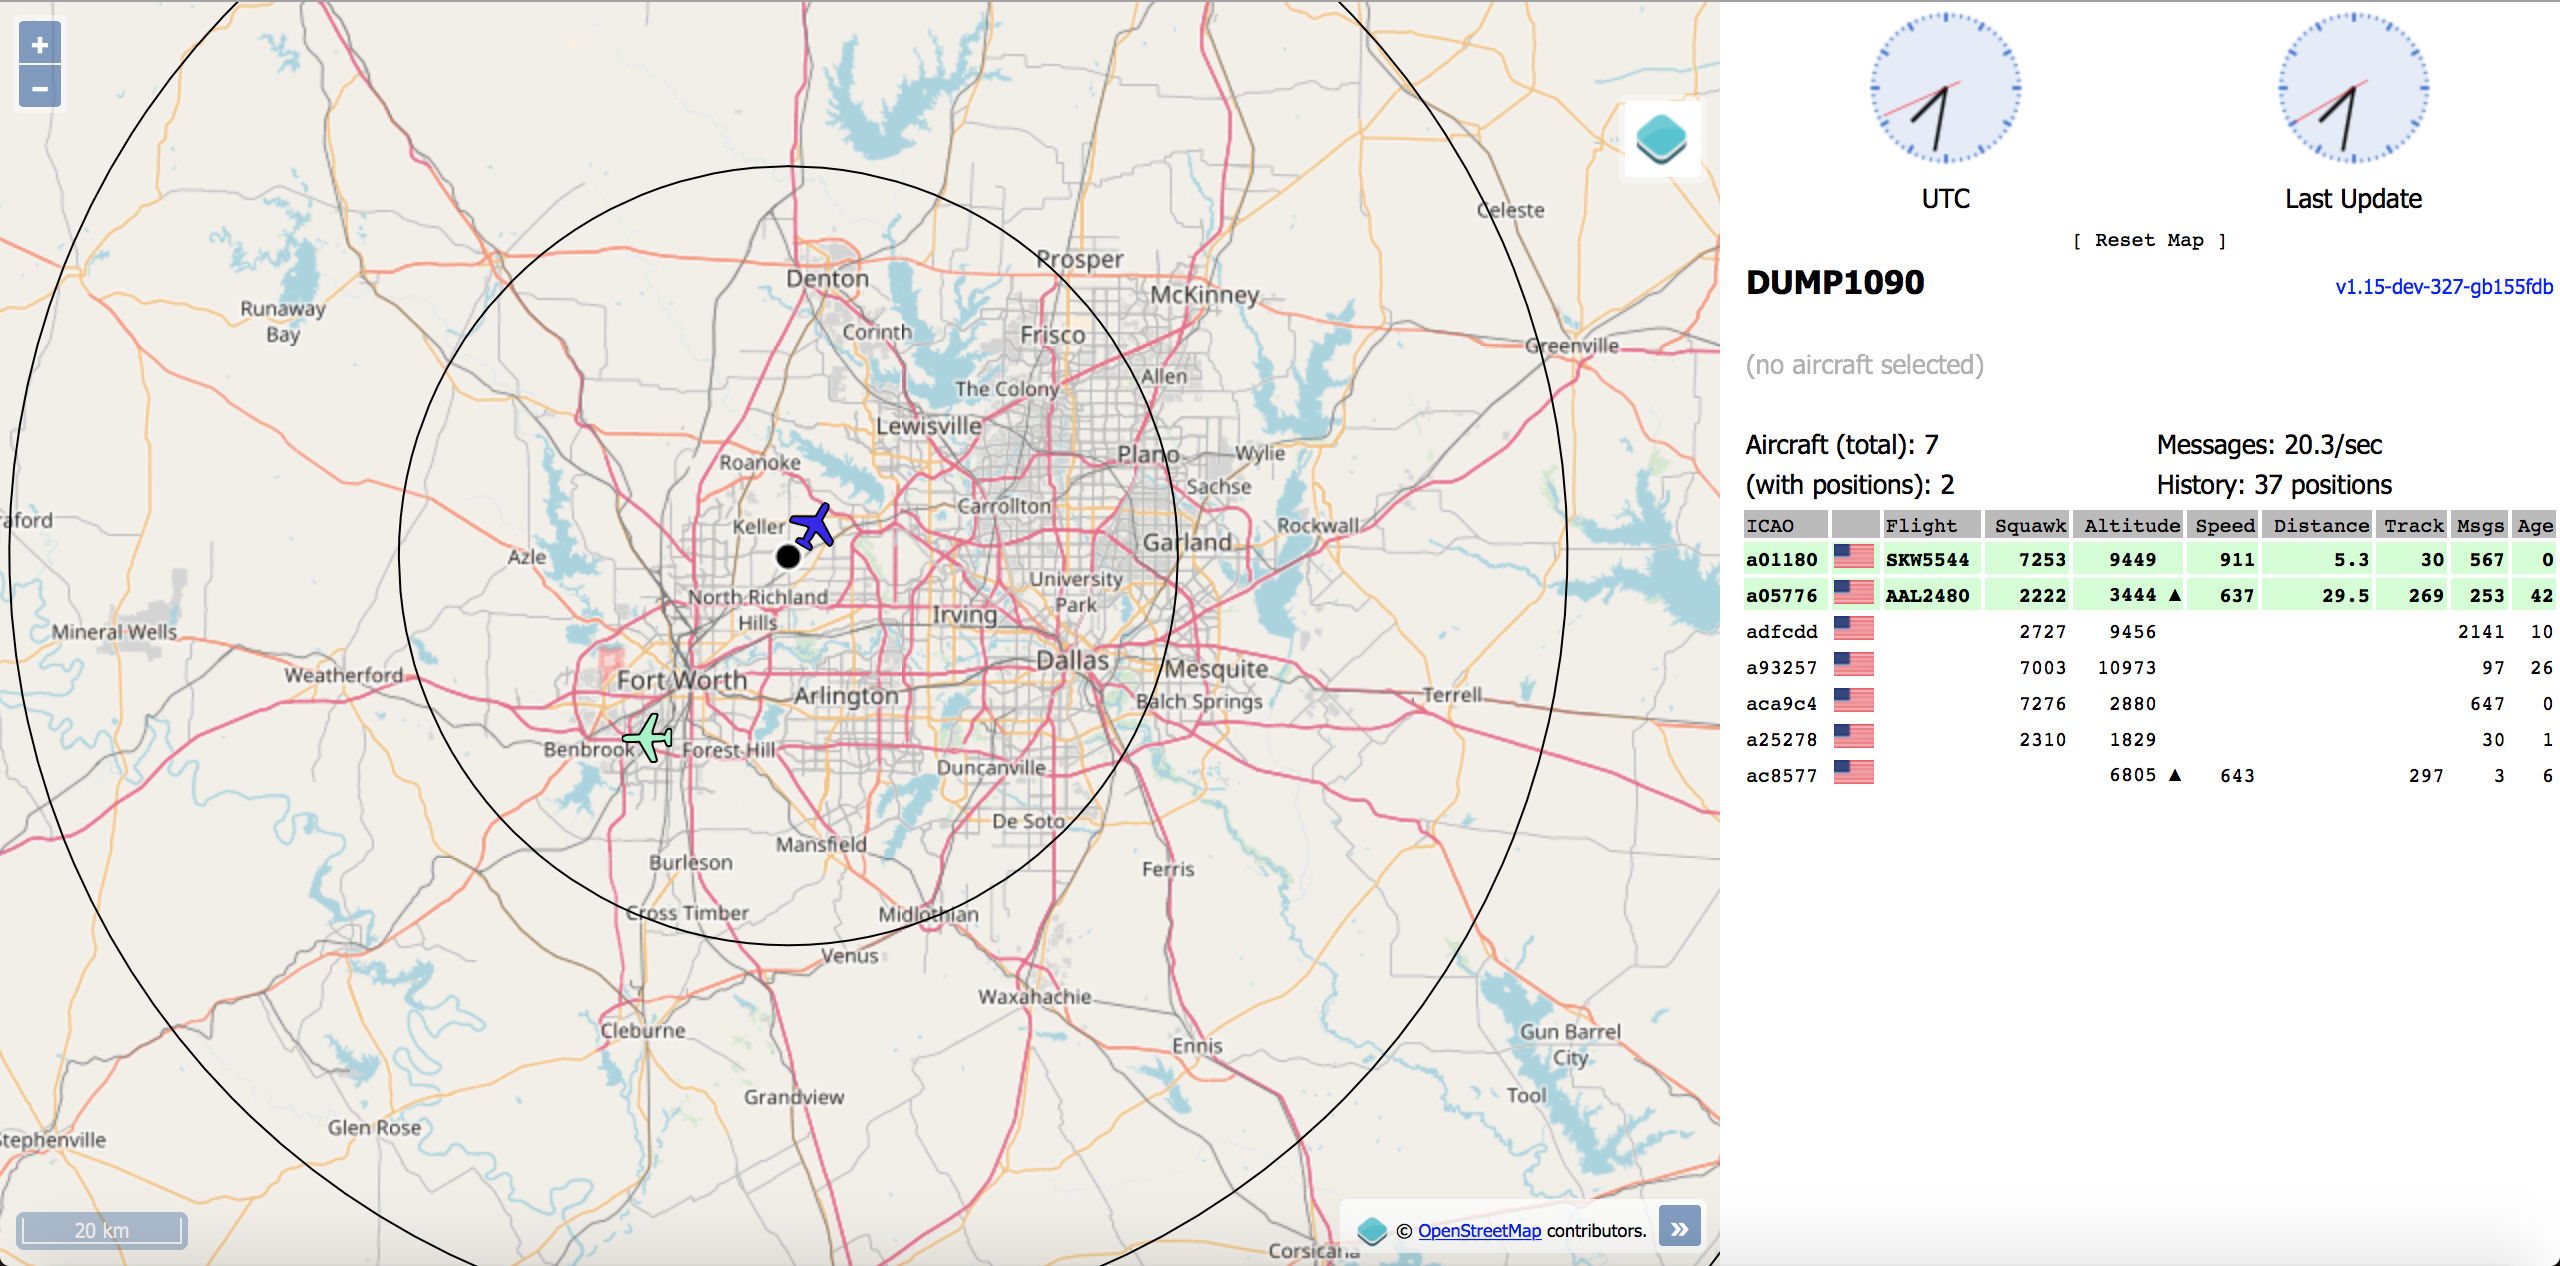 +
−
Celeste
Prosper
Denton
McKinney
Runaway
Bay
Corinth
Frisco
Greenville
Allen
The Colony
Lewisville
Plano
Wylie
Roanoke
Sachse
Carrollton
aford
Keller
Rockwall
Garland
Azle
University
Park
North Richland
Hills
Irving
Mineral Wells
Dallas
Mesquite
Weatherford
Fort Worth
Arlington
Balch Springs
Terrell
Benbrook
Forest Hill
Duncanville
De Soto
Mansfield
Burleson
Ferris
Cross Timber
Midlothian
Venus
Waxahachie
Cleburne
Gun Barrel
City
Ennis
Grandview
Tool
Glen Rose
Stephenville
20 km
Corsicana
© OpenStreetMap contributors.
»
UTC
Last Update
[ Reset Map ]
DUMP1090 v1.15-dev-327-gb155fdb
(no aircraft selected)
Aircraft (total): 7 Messages: 20.3/sec
(with positions): 2 History: 37 positions
ICAO Flight Squawk Altitude Speed Distance Track Msgs Age
a01180 SKW5544 7253 9449 911 5.3 30 567 0
a05776 AAL2480 2222 3444 ▲ 637 29.5 269 253 42
adfcdd 2727 9456 2141 10
a93257 7003 10973 97 26
aca9c4 7276 2880 647 0
a25278 2310 1829 30 1
ac8577 6805 ▲ 643 297 3 6